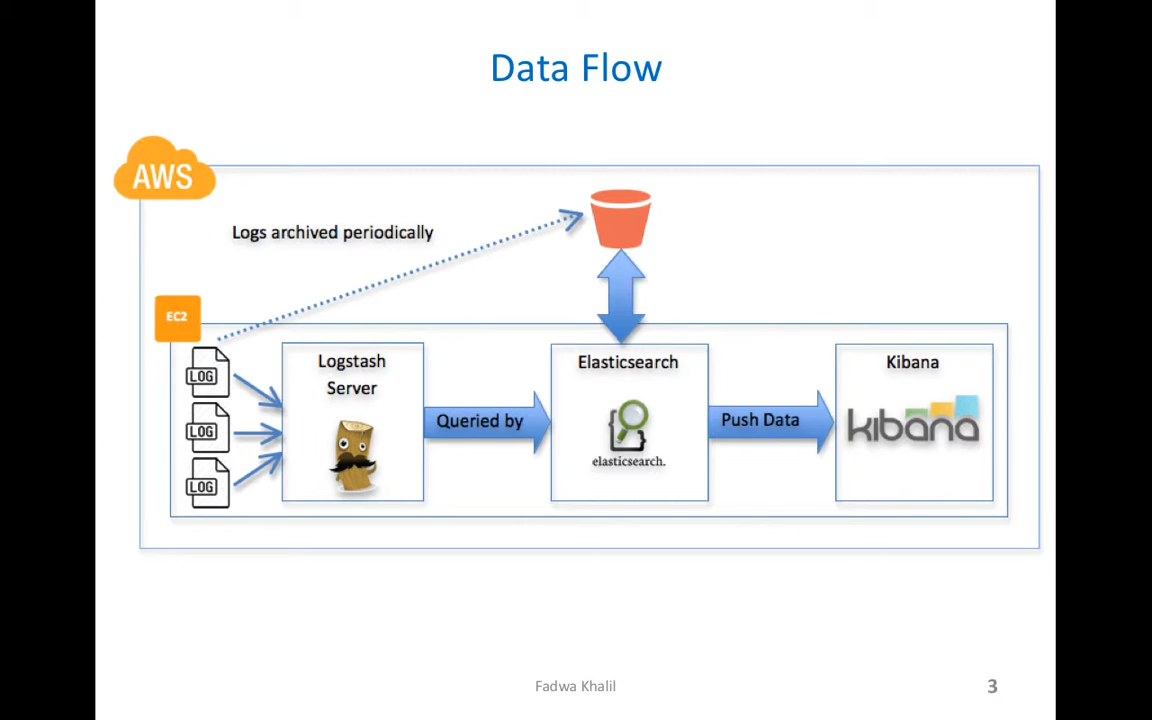 Data Flow
AWS
Logs archived periodically
EC2
LOG
LOG
LOG
Logstash
Server
Queried by
Elasticsearch
elasticsearch.
Push Data
Kibana
kibana
Fadwa Khalil
3